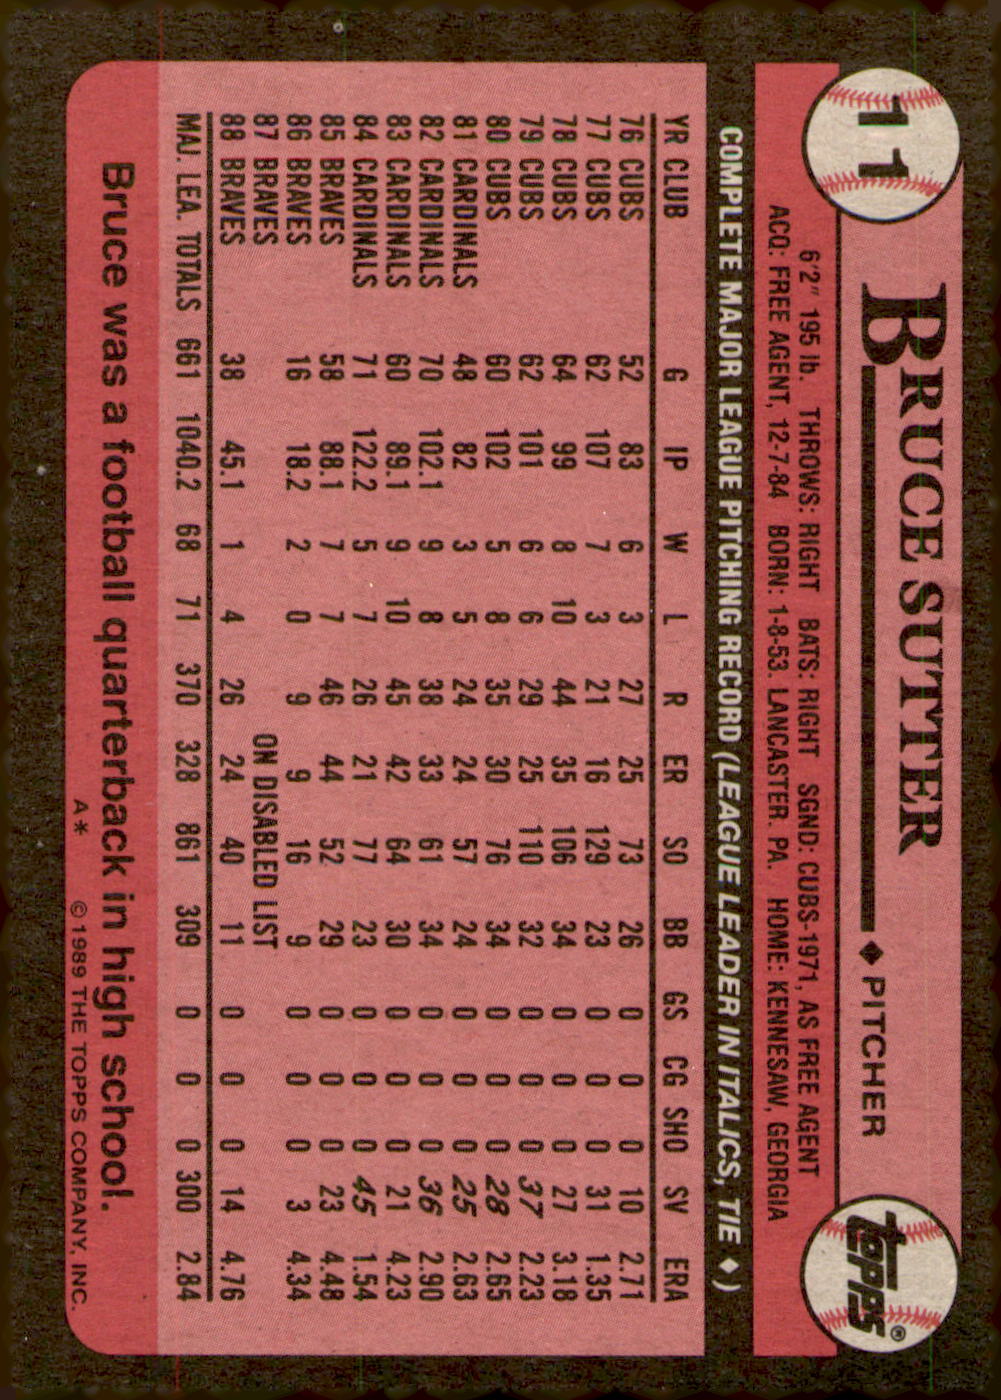 11
BRUCE SUTTER
◆ PITCHER
topps®
6'2" 195 lb. THROWS: RIGHT BATS: RIGHT SGND: CUBS-1971, AS FREE AGENT
ACQ: FREE AGENT, 12-7-84 BORN: 1-8-53. LANCASTER. PA. HOME: KENNESAW, GEORGIA
COMPLETE MAJOR LEAGUE PITCHING RECORD (LEAGUE LEADER IN ITALICS, TIE ◆)
YR CLUB G IP W L R ER SO BB GS CG SHO SV ERA
76 CUBS 52 83 6 3 27 25 73 26 0 0 0 10 2.71
77 CUBS 62 107 7 3 21 16 129 23 0 0 0 31 1.35
78 CUBS 64 99 8 10 44 35 106 34 0 0 0 27 3.18
79 CUBS 62 101 6 6 29 25 110 32 0 0 0 37 2.23
80 CUBS 60 102 5 8 35 30 76 34 0 0 0 28 2.65
81 CARDINALS 48 82 3 5 24 24 57 24 0 0 0 25 2.63
82 CARDINALS 70 102.1 9 8 38 33 61 34 0 0 0 36 2.90
83 CARDINALS 60 89.1 9 10 45 42 64 30 0 0 0 21 4.23
84 CARDINALS 71 122.2 5 7 26 21 77 23 0 0 0 45 1.54
85 BRAVES 58 88.1 7 7 46 44 52 29 0 0 0 23 4.48
86 BRAVES 16 18.2 2 0 9 9 16 9 0 0 0 3 4.34
87 BRAVES ON DISABLED LIST
88 BRAVES 38 45.1 1 4 26 24 40 11 0 0 0 14 4.76
MAJ. LEA. TOTALS 661 1040.2 68 71 370 328 861 309 0 0 0 300 2.84
Bruce was a football quarterback in high school.
A* ©1989 THE TOPPS COMPANY, INC.